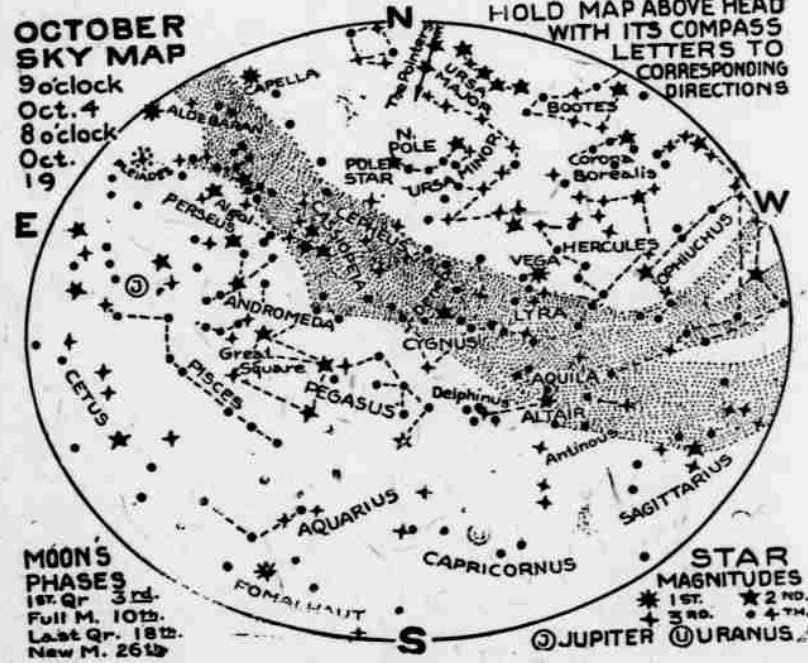 OCTOBER
SKY MAP
9 o'clock
Oct. 4
8 o'clock
Oct.
19
HOLD MAP ABOVE HEAD
WITH ITS COMPASS
LETTERS TO
CORRESPONDING
DIRECTIONS
N
The Pointers
URSA
MAJOR
CAPELLA
BOOTES
ALDEBARAN
N.
POLE
POLE
STAR
URSA MINOR
Corona
Borealis
PLEIADES
Algol
PERSEUS
CEPHEUS
CASSIOPEIA
HERCULES
OPHIUCHUS
W
E
VEGA
LYRA
J
ANDROMEDA
CYGNUS
Great
Square
PEGASUS
PISCES
CETUS
Delphinus
AQUILA
ALTAIR
Antinous
SAGITTARIUS
AQUARIUS
U
CAPRICORNUS
FOMALHAUT
S
MOON'S
PHASES
1ST. Qr 3rd.
Full M. 10th.
Last Qr. 18th.
New M. 26th
STAR
MAGNITUDES
1ST. 2ND.
3RD. 4TH.
J JUPITER U URANUS